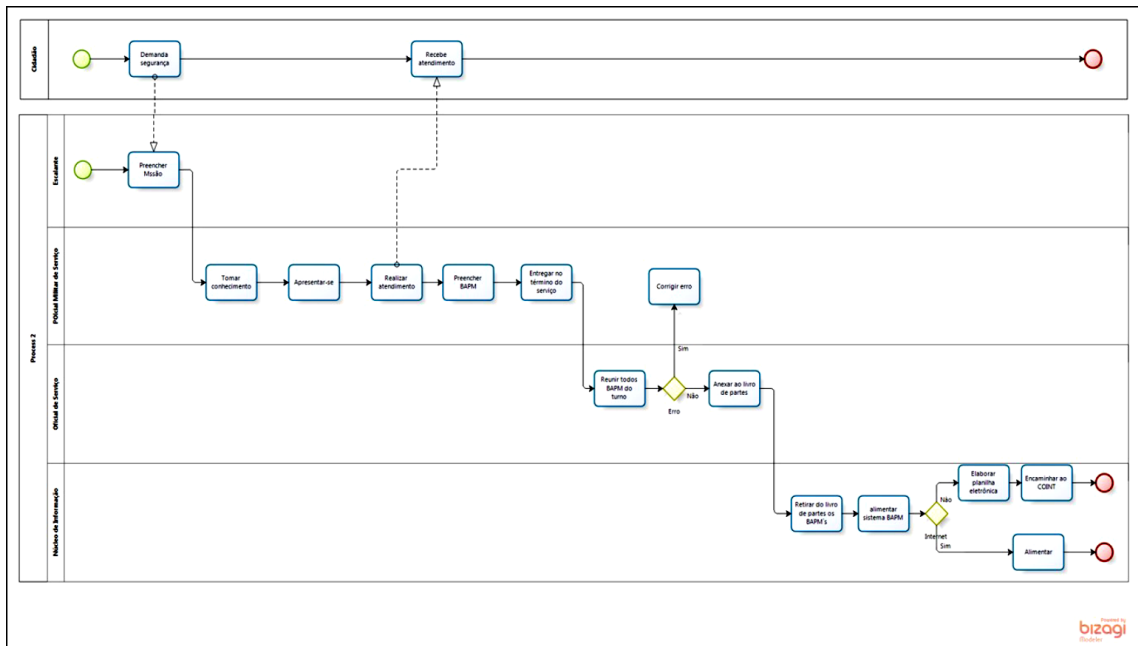 Cidadão
Demanda
segurança
Recebe
atendimento
Process 2
Escalante
Preencher
Mssão
Policial Militar de Serviço
Tomar
conhecimento
Apresentar-se
Realizar
atendimento
Preencher
BAPM
Entregar no
término do
serviço
Corrigir erro
Sim
Oficial de Serviço
Reunir todos
BAPM do
turno
Erro
Não
Anexar ao livro
de partes
Núcleo de Informação
Retirar do livro
de partes os
BAPM´s
alimentar
sistema BAPM
Internet
Não
Elaborar
planilha
eletrônica
Encaminhar ao
COINT
Sim
Alimentar
Powered by
bizagi
Modeler